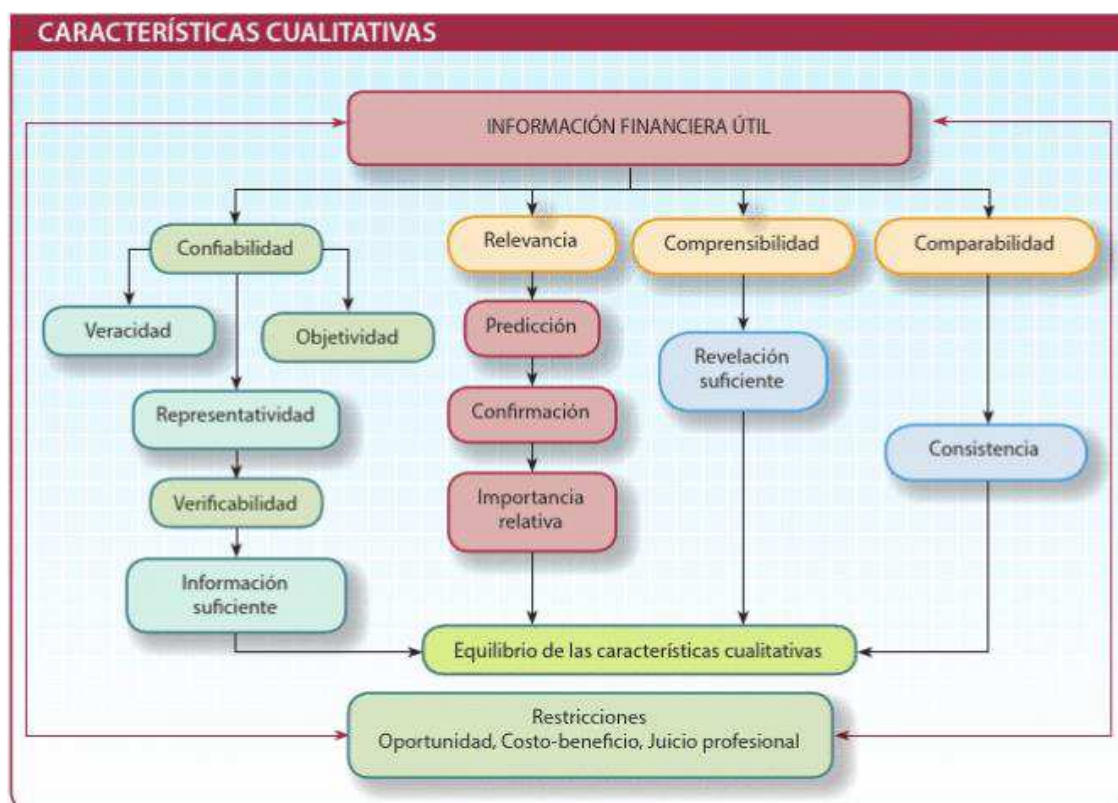 CARACTERÍSTICAS CUALITATIVAS
INFORMACIÓN FINANCIERA ÚTIL
Confiabilidad
Relevancia
Comprensibilidad
Comparabilidad
Veracidad
Objetividad
Predicción
Revelación
suficiente
Representatividad
Confirmación
Consistencia
Verificabilidad
Importancia
relativa
Información
suficiente
Equilibrio de las características cualitativas
Restricciones
Oportunidad, Costo-beneficio, Juicio profesional